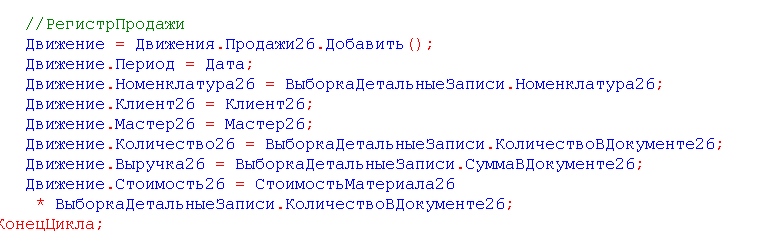 //РегистрПродажи
Движение = Движения.Продажи26.Добавить();
Движение.Период = Дата;
Движение.Номенклатура26 = ВыборкаДетальныеЗаписи.Номенклатура26;
Движение.Клиент26 = Клиент26;
Движение.Мастер26 = Мастер26;
Движение.Количество26 = ВыборкаДетальныеЗаписи.КоличествоВДокументе26;
Движение.Выручка26 = ВыборкаДетальныеЗаписи.СуммаВДокументе26;
Движение.Стоимость26 = СтоимостьМатериала26
* ВыборкаДетальныеЗаписи.КоличествоВДокументе26;
КонецЦикла;